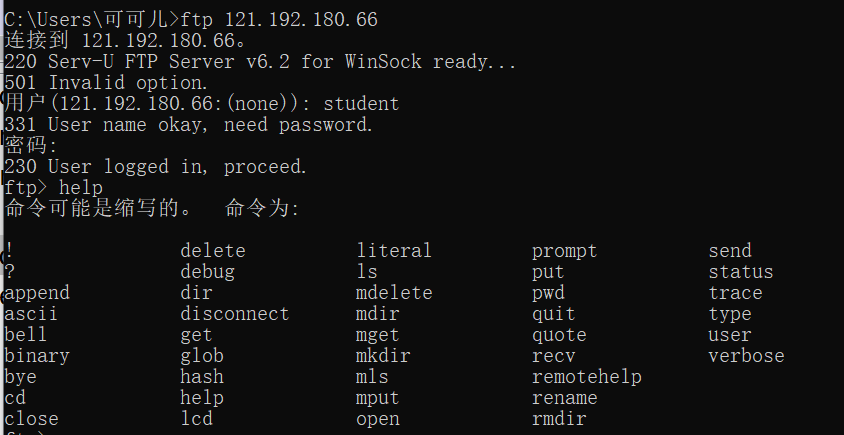 C:\Users\可可儿>ftp 121.192.180.66
连接到 121.192.180.66。
220 Serv-U FTP Server v6.2 for WinSock ready...
501 Invalid option.
用户(121.192.180.66:(none)): student
331 User name okay, need password.
密码:
230 User logged in, proceed.
ftp> help
命令可能是缩写的。  命令为:
! delete literal prompt send
? debug ls put status
append dir mdelete pwd trace
ascii disconnect mdir quit type
bell get mget quote user
binary glob mkdir recv verbose
bye hash mls remotehelp
cd help mput rename
close lcd open rmdir